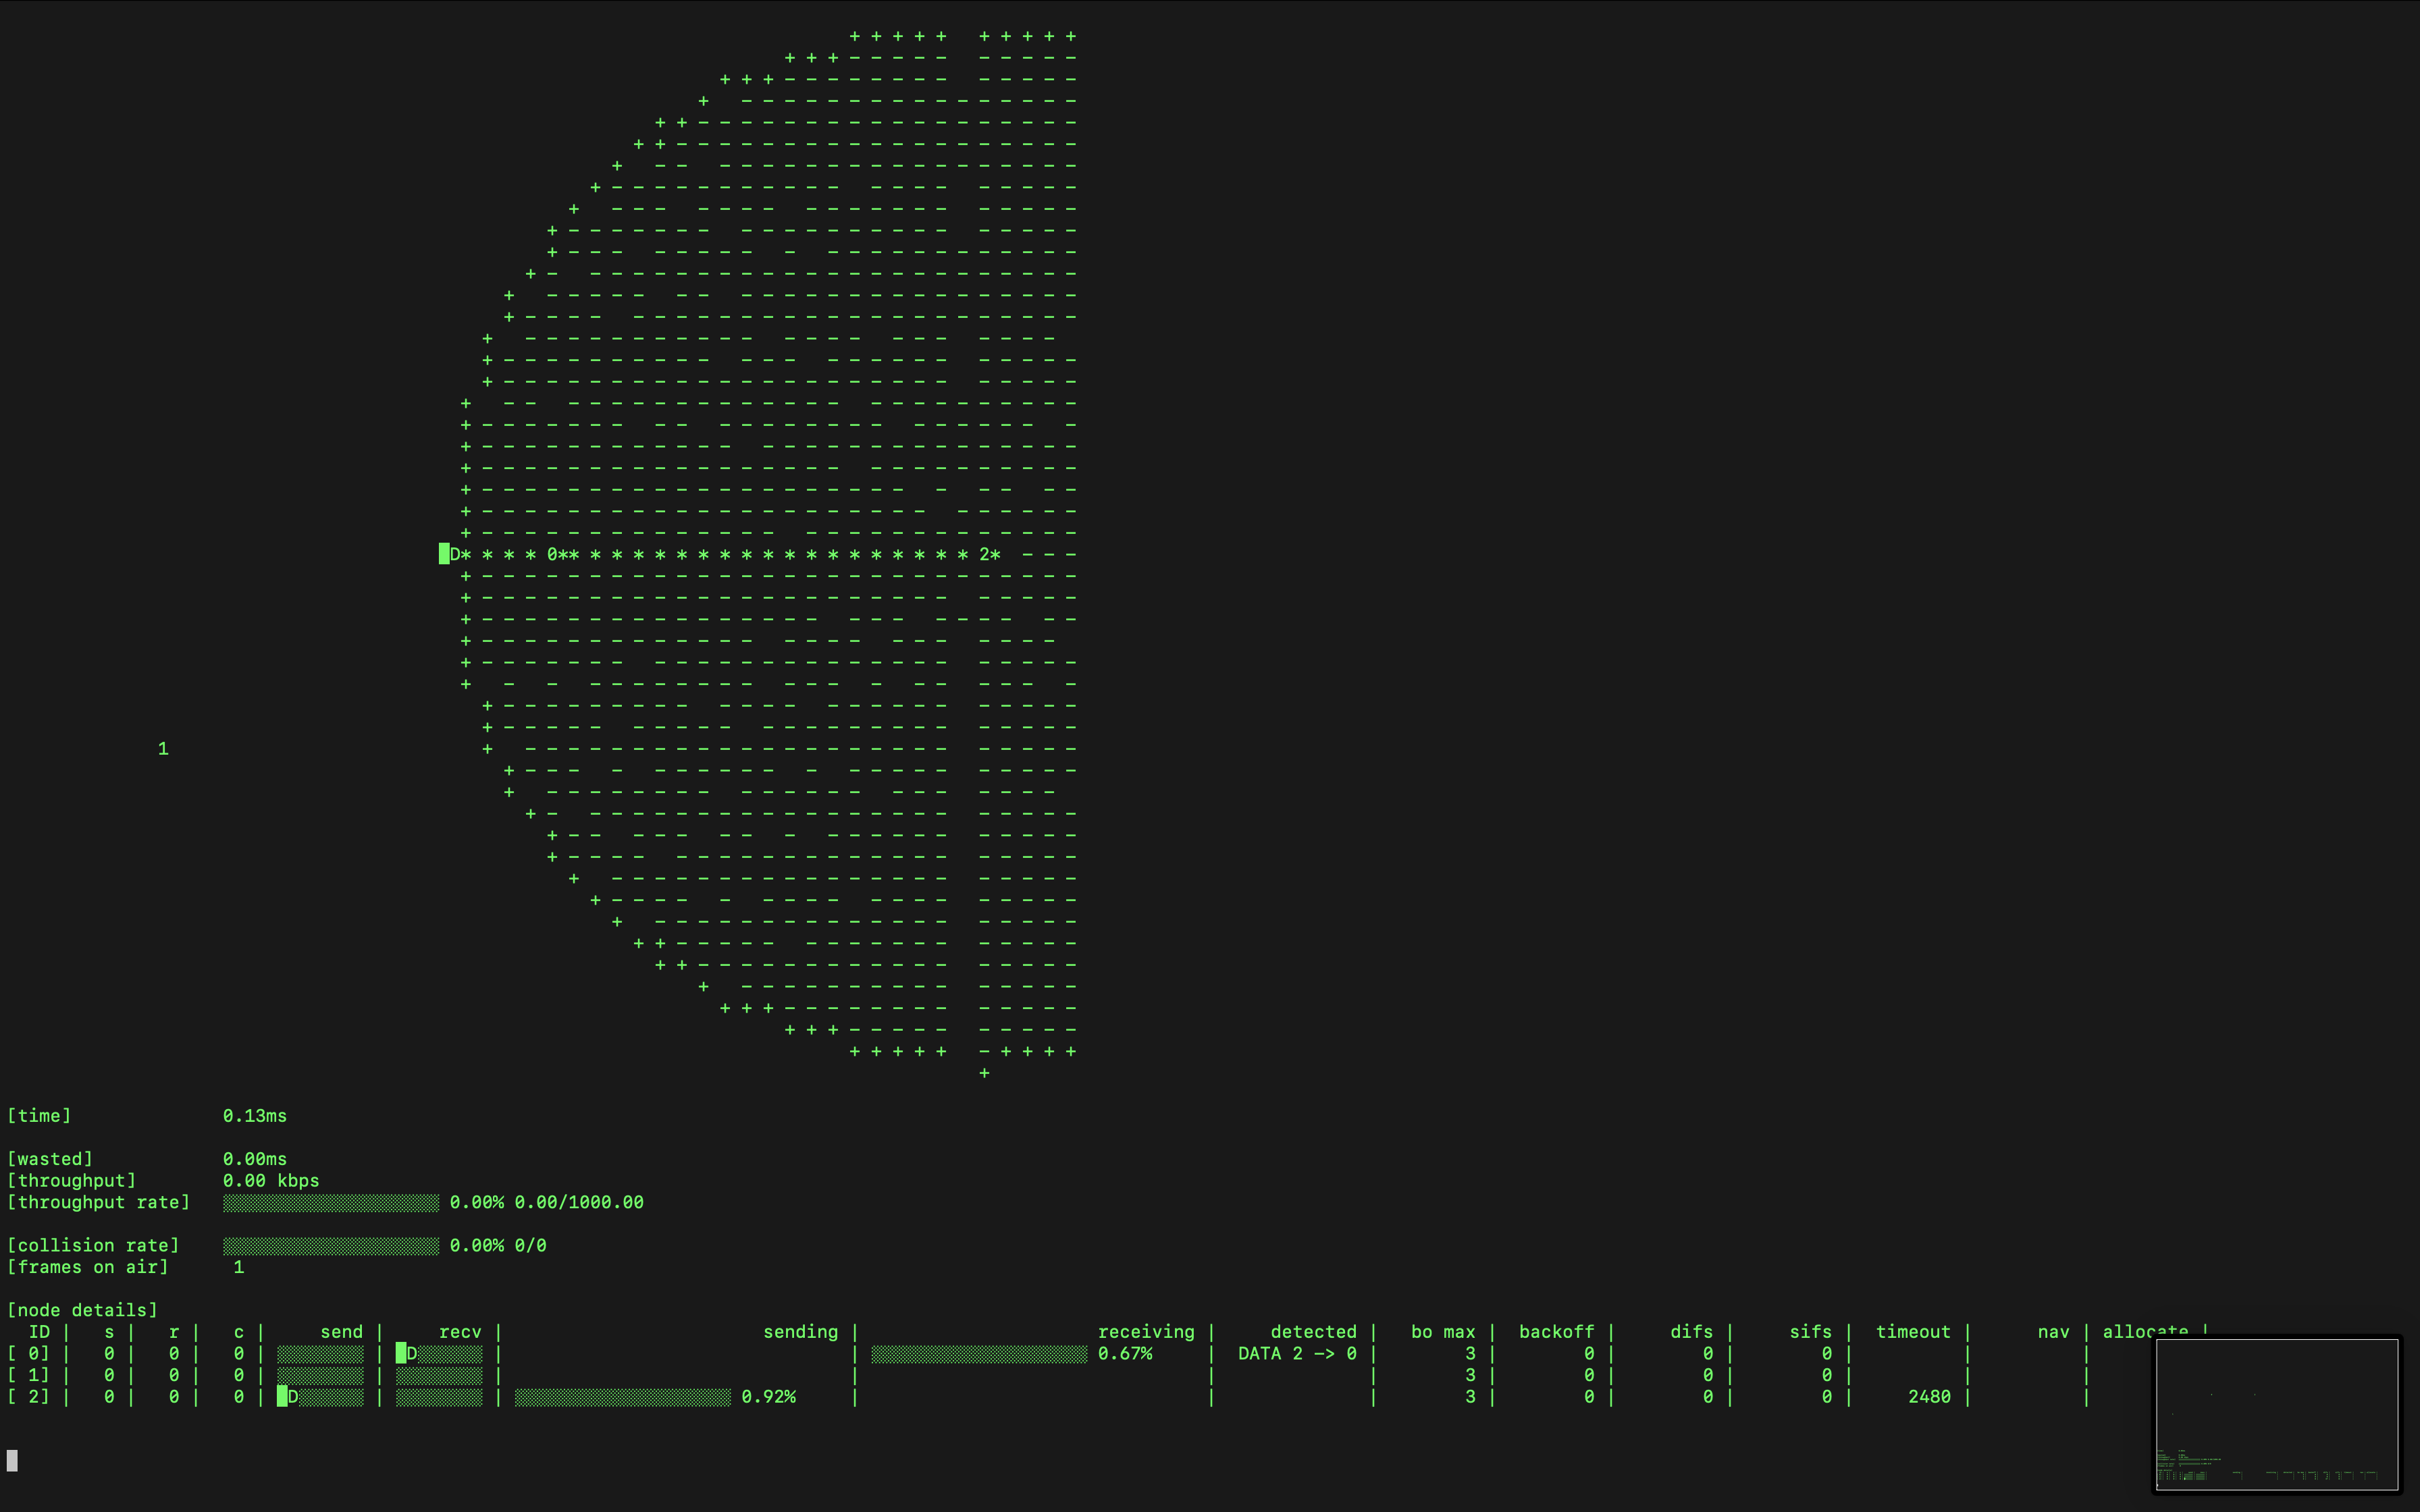 + + + + + + + + + +
+ + + − − − − − − − − − −
+ + + − − − − − − − − − − − − −
+ − − − − − − − − − − − − − − − −
+ + − − − − − − − − − − − − − − − − − −
█D* * * * 0** * * * * * * * * * * * * * * * * * * 2* − − −
1
[time] 0.13ms
[wasted] 0.00ms
[throughput] 0.00 kbps
[throughput rate] ░░░░░░░░░░░░░░░░░░░░ 0.00% 0.00/1000.00
[collision rate] ░░░░░░░░░░░░░░░░░░░░ 0.00% 0/0
[frames on air] 1
[node details]
ID | s | r | c | send | recv | sending | receiving | detected | bo max | backoff | difs | sifs | timeout | nav | allocate |
[ 0] | 0 | 0 | 0 | ░░░░░░░░ | █D░░░░░░ | | ░░░░░░░░░░░░░░░░░░░░ 0.67% | DATA 2 −> 0 | 3 | 0 | 0 | 0 | | |
[ 1] | 0 | 0 | 0 | ░░░░░░░░ | ░░░░░░░░ | | | | 3 | 0 | 0 | 0 | | |
[ 2] | 0 | 0 | 0 | █D░░░░░░ | ░░░░░░░░ | ░░░░░░░░░░░░░░░░░░░░ 0.92% | | | 3 | 0 | 0 | 0 | 2480 | |